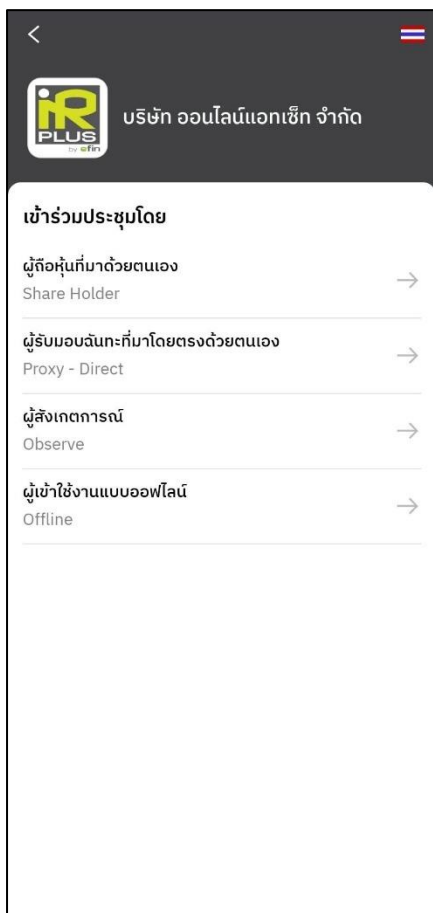 iR
PLUS
by efin
บริษัท ออนไลน์แอทเซ็ท จำกัด
เข้าร่วมประชุมโดย
ผู้ถือหุ้นที่มาด้วยตนเอง
Share Holder
ผู้รับมอบฉันทะที่มาโดยตรงด้วยตนเอง
Proxy - Direct
ผู้สังเกตการณ์
Observe
ผู้เข้าใช้งานแบบออฟไลน์
Offline